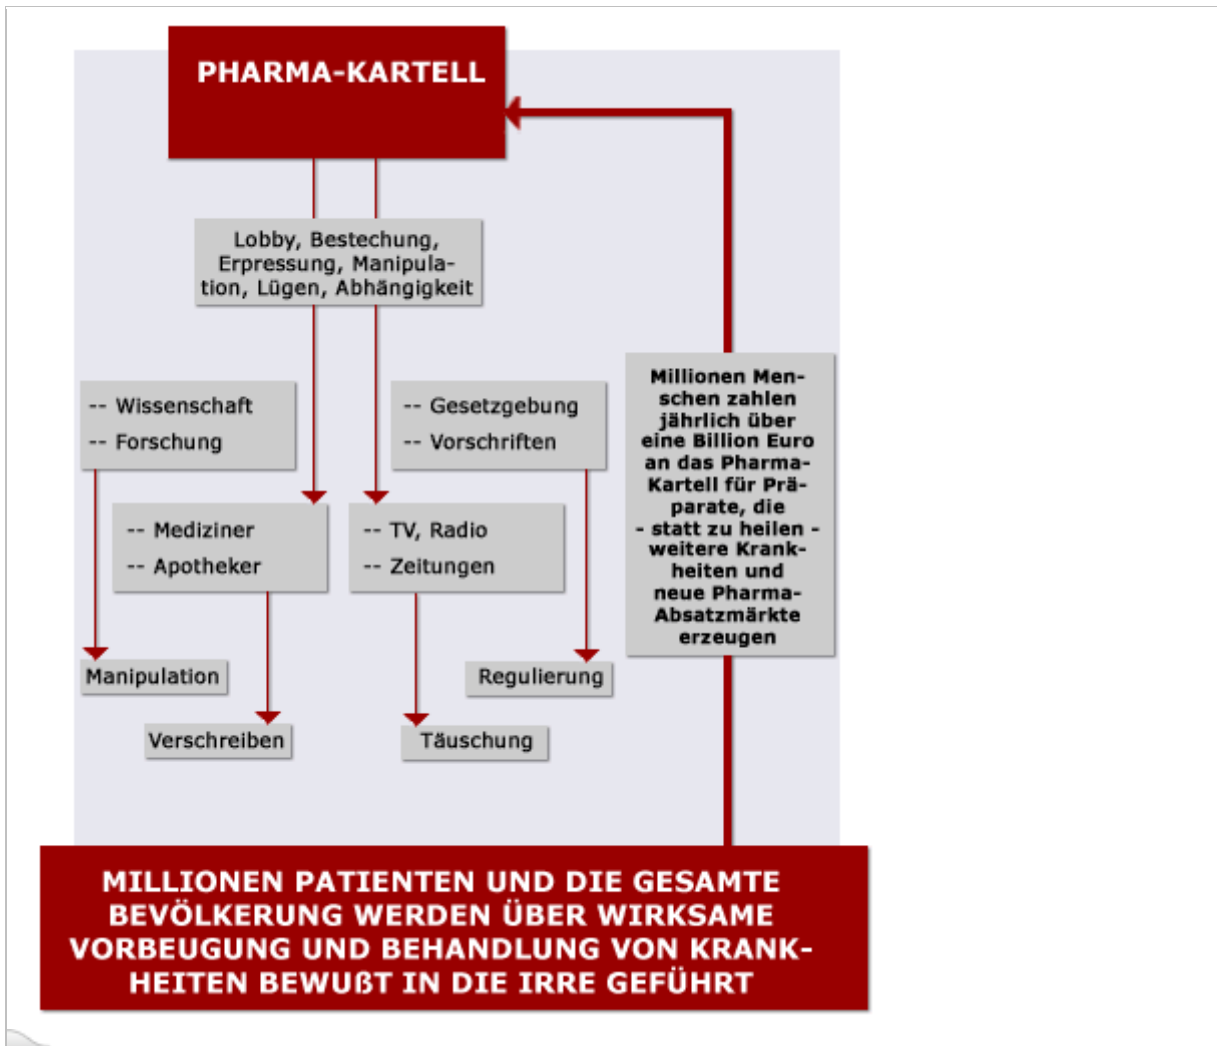 PHARMA-KARTELL
Lobby, Bestechung,
Erpressung, Manipula-
tion, Lügen, Abhängigkeit
-- Wissenschaft
-- Forschung
-- Gesetzgebung
-- Vorschriften
-- Mediziner
-- Apotheker
-- TV, Radio
-- Zeitungen
Manipulation
Regulierung
Verschreiben
Täuschung
Millionen Men-
schen zahlen
jährlich über
eine Billion Euro
an das Pharma-
Kartell für Prä-
parate, die
- statt zu heilen -
weitere Krank-
heiten und
neue Pharma-
Absatzmärkte
erzeugen
MILLIONEN PATIENTEN UND DIE GESAMTE
BEVÖLKERUNG WERDEN ÜBER WIRKSAME
VORBEUGUNG UND BEHANDLUNG VON KRANK-
HEITEN BEWUßT IN DIE IRRE GEFÜHRT